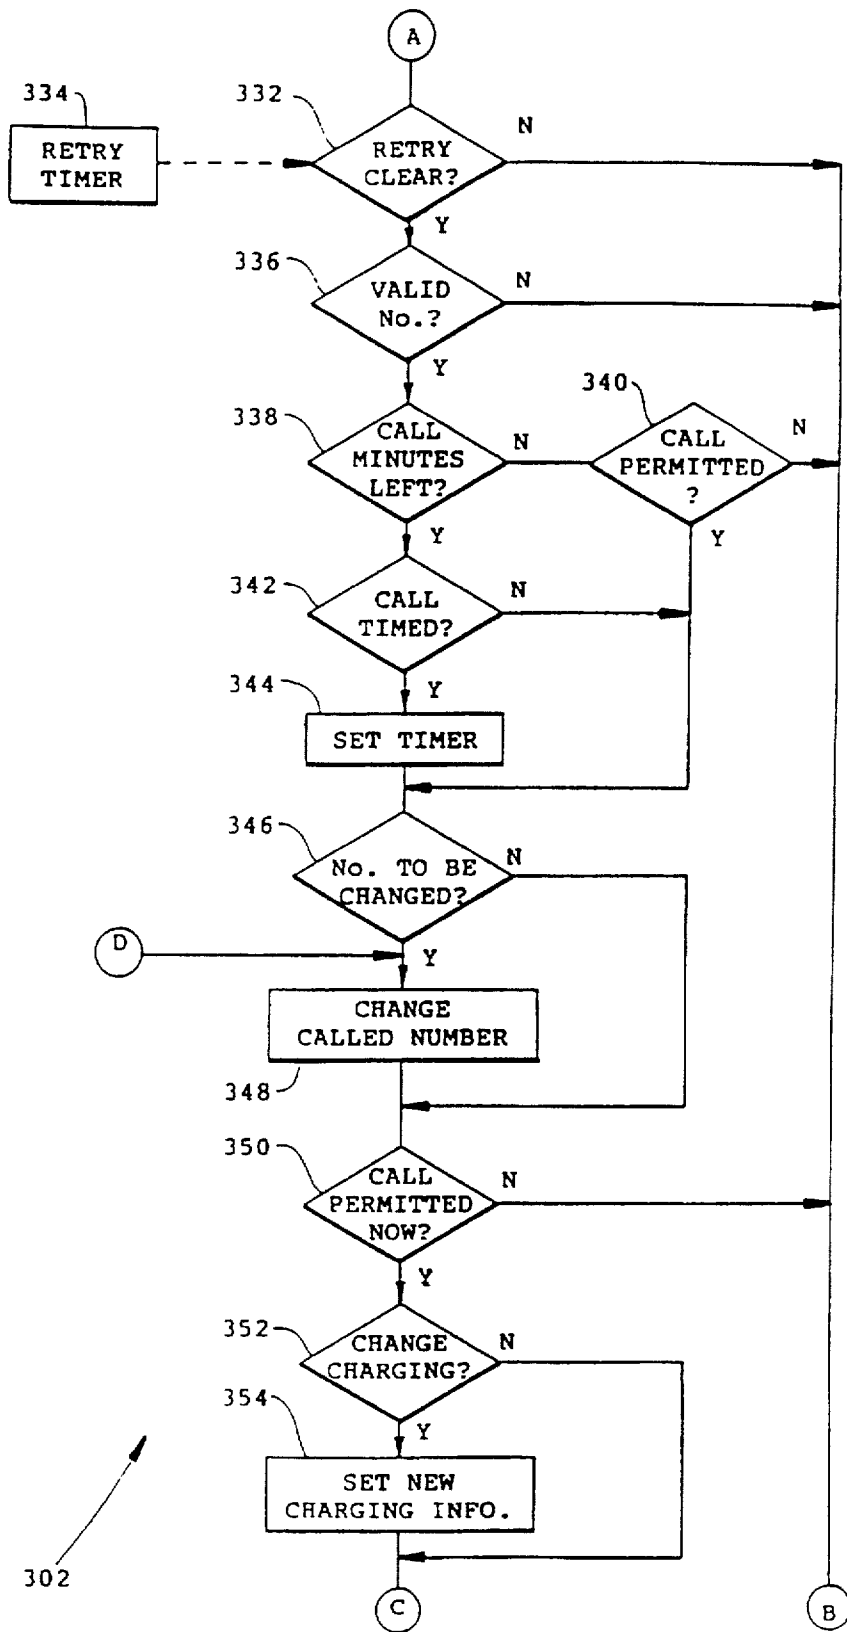 A
334
332
N
RETRY
TIMER
RETRY
CLEAR?
Y
336
N
VALID
No.?
Y
340
338
CALL
MINUTES
LEFT?
N
CALL
PERMITTED
?
N
Y
Y
342
N
CALL
TIMED?
344
Y
SET TIMER
346
N
No. TO BE
CHANGED?
D
Y
CHANGE
CALLED NUMBER
348
350
CALL
PERMITTED
NOW?
N
Y
352
CHANGE
CHARGING?
N
354
Y
SET NEW
CHARGING INFO.
302
C
B